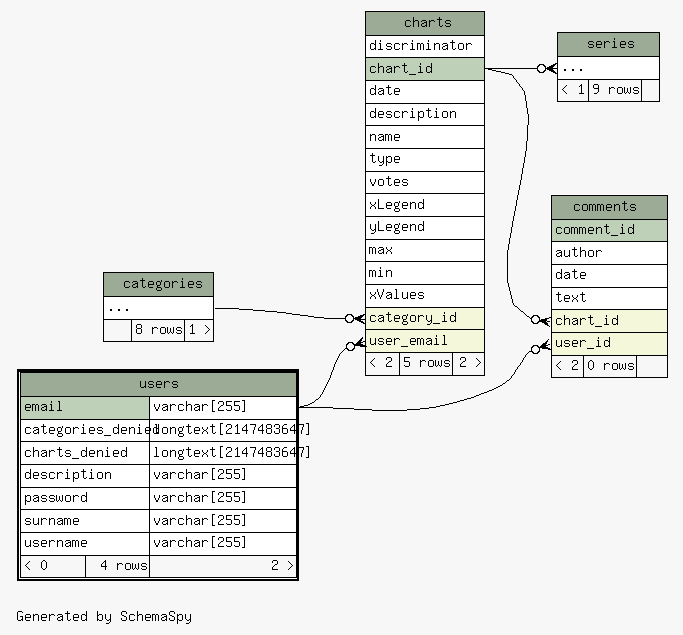 charts
discriminator
chart_id
date
description
name
type
votes
xLegend
yLegend
max
min
xValues
category_id
user_email
< 2 5 rows 2 >
series
...
< 1 9 rows
comments
comment_id
author
date
text
chart_id
user_id
< 2 0 rows
categories
...
8 rows 1 >
users
email varchar[255]
categories_denied longtext[2147483647]
charts_denied longtext[2147483647]
description varchar[255]
password varchar[255]
surname varchar[255]
username varchar[255]
< 0 4 rows 2 >
Generated by SchemaSpy